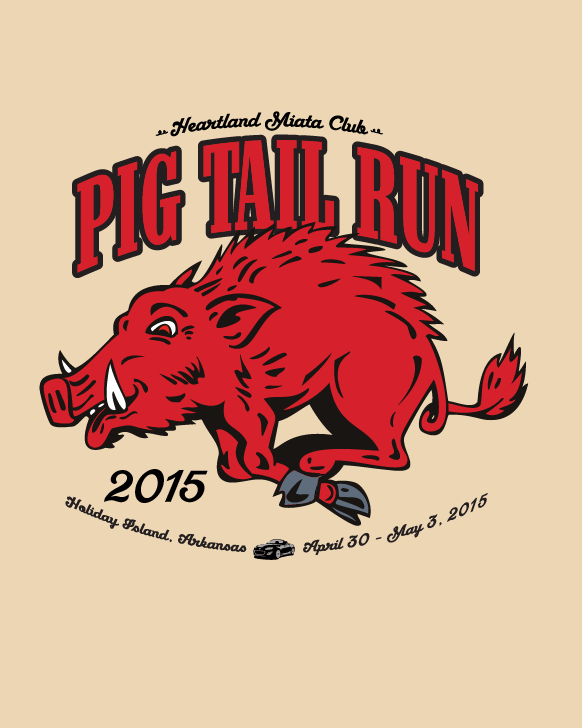 Heartland Miata Club
PIG TAIL RUN
2015
Holiday Island, Arkansas April 30 - May 3, 2015